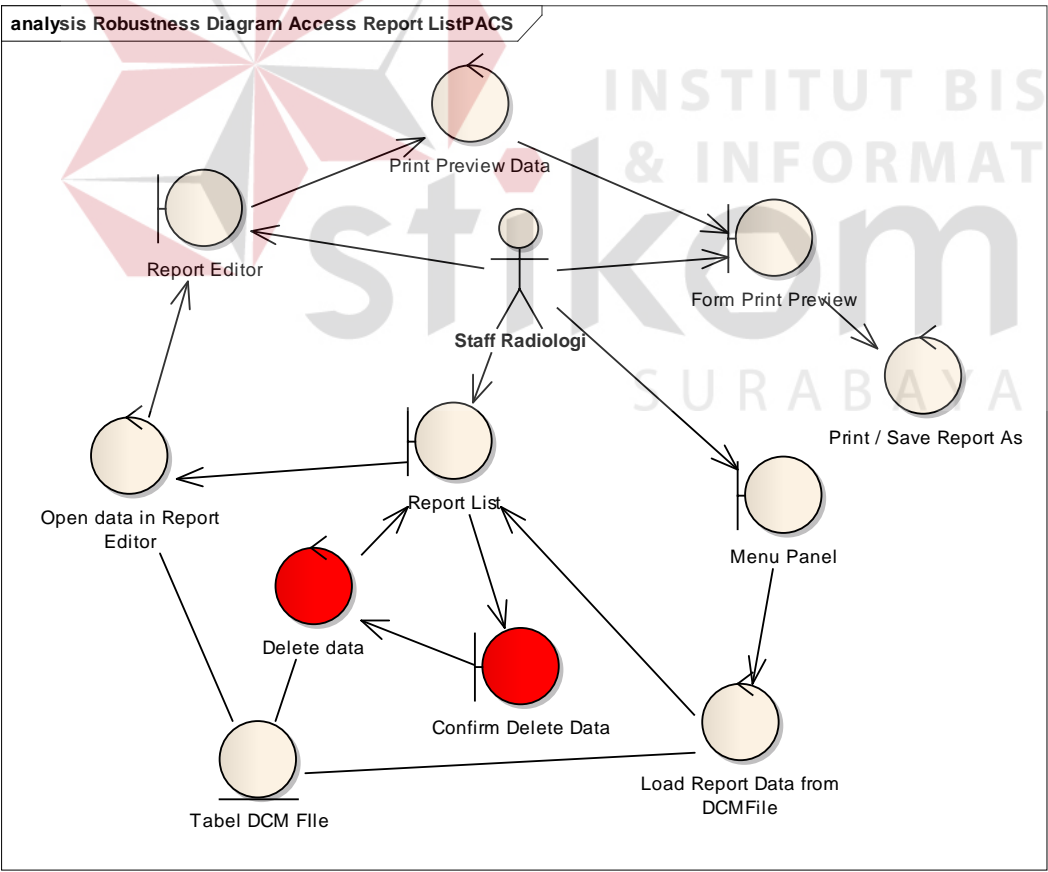 analysis Robustness Diagram Access Report ListPACS
INSTITUT BIS
& INFORMAT
stikom
SURABAYA
Print Preview Data
Report Editor
Form Print Preview
Staff Radiologi
Print / Save Report As
Report List
Open data in Report
Editor
Menu Panel
Delete data
Confirm Delete Data
Load Report Data from
DCMFile
Tabel DCM FIle